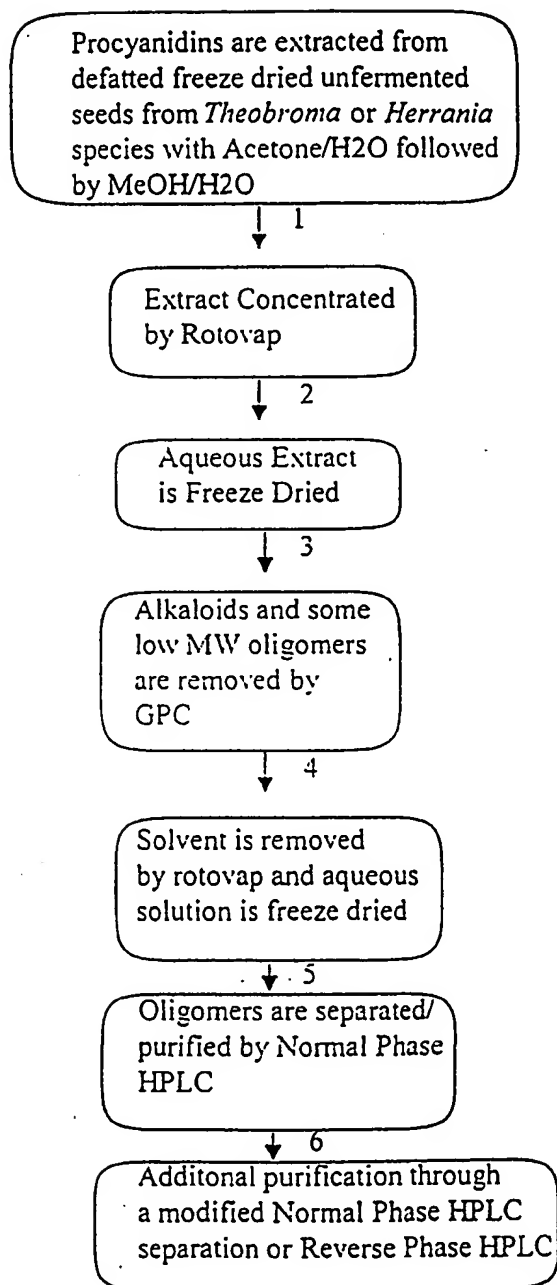 Procyanidins are extracted from
defatted freeze dried unfermented
seeds from Theobroma or Herrania
species with Acetone/H2O followed
by MeOH/H2O
1
Extract Concentrated
by Rotovap
2
Aqueous Extract
is Freeze Dried
3
Alkaloids and some
low MW oligomers
are removed by
GPC
4
Solvent is removed
by rotovap and aqueous
solution is freeze dried
5
Oligomers are separated/
purified by Normal Phase
HPLC
6
Additonal purification through
a modified Normal Phase HPLC
separation or Reverse Phase HPLC